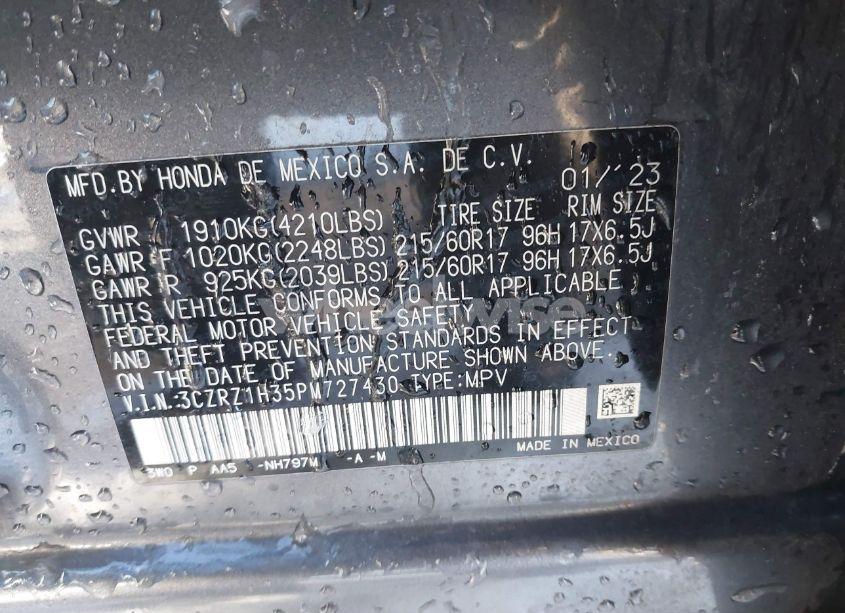 MFD.BY HONDA DE MEXICO S.A. DE C.V. 01/'23
TIRE SIZE RIM SIZE
GVWR 1910KG(4210LBS)
GAWR F 1020KG(2248LBS) 215/60R17 96H 17X6.5J
GAWR R 925KG(2039LBS) 215/60R17 96H 17X6.5J
THIS VEHICLE CONFORMS TO ALL APPLICABLE
FEDERAL MOTOR VEHICLE SAFETY
AND THEFT PREVENTION STANDARDS IN EFFECT
ON THE DATE OF MANUFACTURE SHOWN ABOVE.
V.I.N.:3CZRZ1H35PM727430 TYPE:MPV
3W0 P AA5 -NH797M -A -M
MADE IN MEXICO